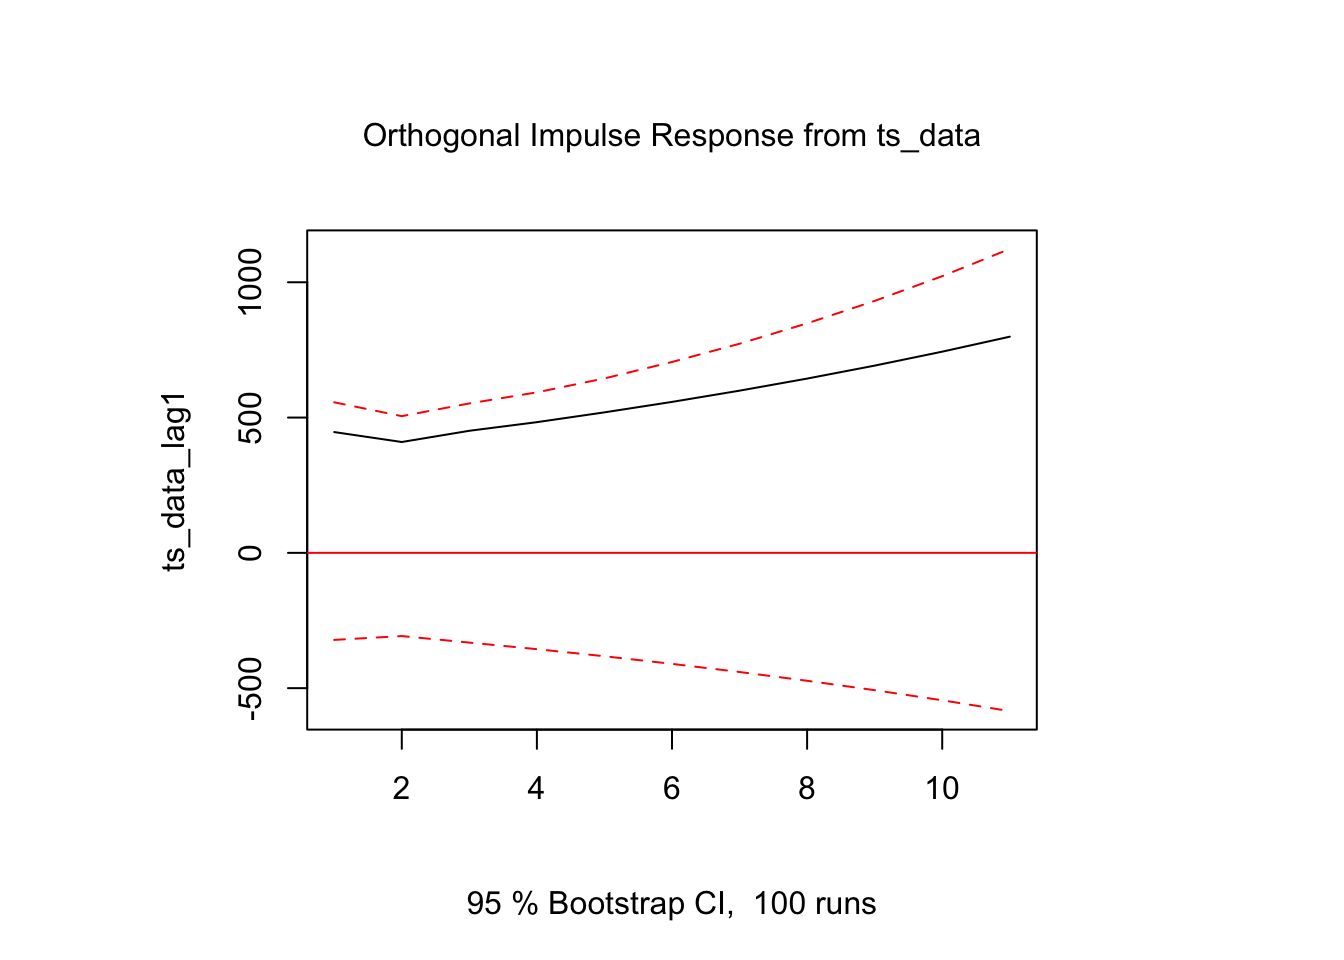 Orthogonal Impulse Response from ts_data
ts_data_lag1
1000
500
0
-500
2 4 6 8 10
95 % Bootstrap CI,  100 runs